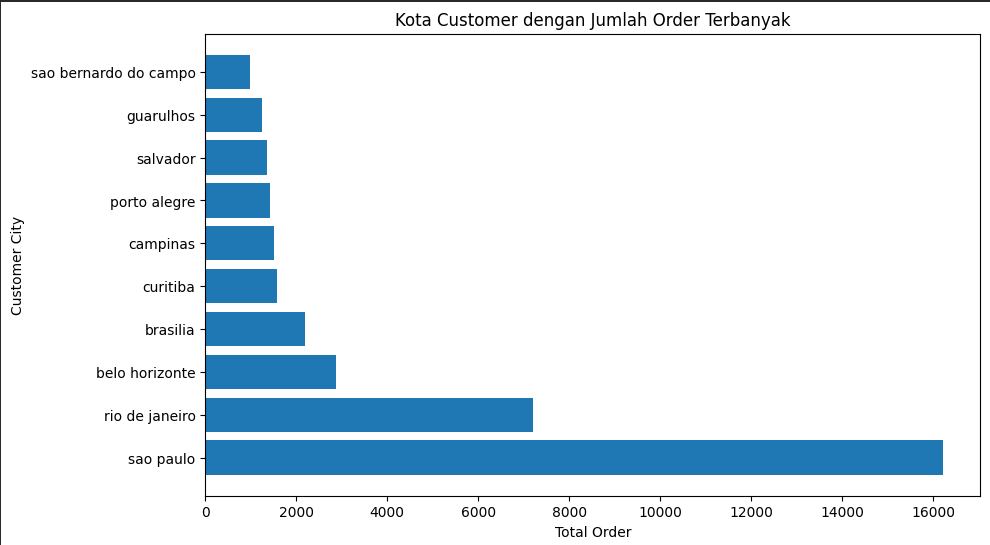 Kota Customer dengan Jumlah Order Terbanyak
Customer City
sao bernardo do campo
guarulhos
salvador
porto alegre
campinas
curitiba
brasilia
belo horizonte
rio de janeiro
sao paulo
0 2000 4000 6000 8000 10000 12000 14000 16000
Total Order